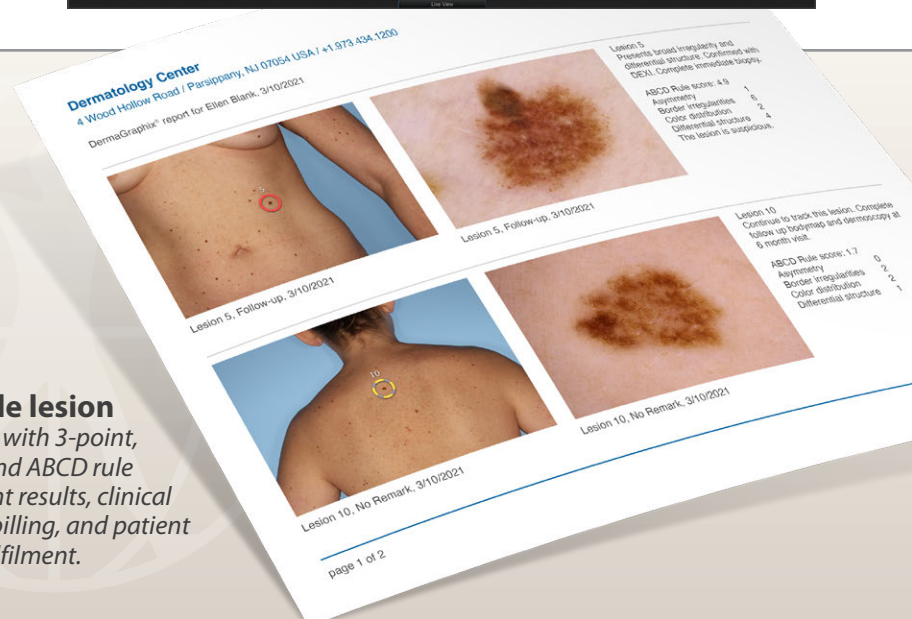 Live View
Dermatology Center
4 Wood Hollow Road / Parsippany, NJ 07054 USA / +1.973.434.1200
DermaGraphix® report for Ellen Blank, 3/10/2021
5
Lesion 5, Follow-up, 3/10/2021
Lesion 5, Follow-up, 3/10/2021
Lesion 5
Presents broad irregularity and
differential structure. Confirmed with
DEXI. Complete immediate biopsy.
ABCD Rule score: 4.9
Asymmetry 1
Border irregularities 6
Color distribution 2
Differential structure 4
The lesion is suspicious.
10
Lesion 10, No Remark, 3/10/2021
Lesion 10, No Remark, 3/10/2021
Lesion 10
Continue to track this lesion. Complete
follow up bodymap and dermoscopy at
6 month visit.
ABCD Rule score: 1.7
Asymmetry 0
Border irregularities 2
Color distribution 2
Differential structure 1
page 1 of 2
le lesion
with 3-point,
nd ABCD rule
nt results, clinical
billing, and patient
filment.